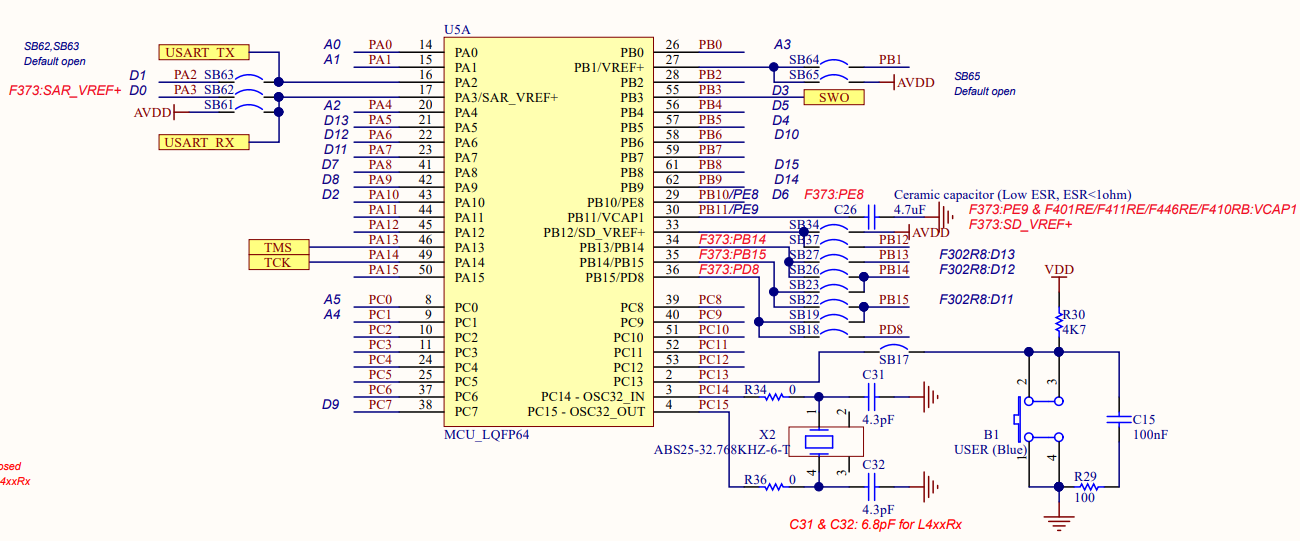 U5A
SB62,SB63
Default open
USART TX
A0 PA0 14 PA0 PB0 26 PB0 A3
A1 PA1 15 PA1 PB1/VREF+ 27 SB64 PB1
D1 PA2 SB63 16 PA2 PB2 28 PB2 SB65 AVDD
SB65
Default open
F373:SAR_VREF+ D0 PA3 SB62 17 PA3/SAR_VREF+ PB3 55 PB3 D3 SWO
AVDD SB61 A2 PA4 20 PA4 PB4 56 PB4 D5
D13 PA5 21 PA5 PB5 57 PB5 D4
USART RX D12 PA6 22 PA6 PB6 58 PB6 D10
D11 PA7 23 PA7 PB7 59 PB7
D7 PA8 41 PA8 PB8 61 PB8 D15
D8 PA9 42 PA9 PB9 62 PB9 D14
D2 PA10 43 PA10 PB10/PE8 29 PB10/PE8 D6 F373:PE8 Ceramic capacitor (Low ESR, ESR<1ohm)
PA11 44 PA11 PB11/VCAP1 30 PB11/PE9 C26 4.7uF F373:PE9 & F401RE/F411RE/F446RE/F410RB:VCAP1
PA12 45 PA12 PB12/SD_VREF+ 33 SB34 AVDD F373:SD_VREF+
TMS PA13 46 PA13 PB13/PB14 34 F373:PB14 SB37 PB12
TCK PA14 49 PA14 PB14/PB15 35 F373:PB15 SB27 PB13 F302R8:D13
PA15 50 PA15 PB15/PD8 36 F373:PD8 SB26 PB14 F302R8:D12
SB23
A5 PC0 8 PC0 PC8 39 PC8 SB22 PB15 F302R8:D11
A4 PC1 9 PC1 PC9 40 PC9 SB19
PC2 10 PC2 PC10 51 PC10 SB18 PD8
PC3 11 PC3 PC11 52 PC11
PC4 24 PC4 PC12 53 PC12 SB17
PC5 25 PC5 PC13 2 PC13
PC6 37 PC6 PC14 - OSC32_IN 3 PC14 R34 0 C31
D9 PC7 38 PC7 PC15 - OSC32_OUT 4 PC15 4.3pF
MCU_LQFP64
VDD
R30
4K7
2 3
1 2
X2
ABS25-32.768KHZ-6-T
4 3
B1
USER (Blue)
1 4
C15
100nF
R36 0 C32
4.3pF
R29
100
C31 & C32: 6.8pF for L4xxRx
osed
4xxRx